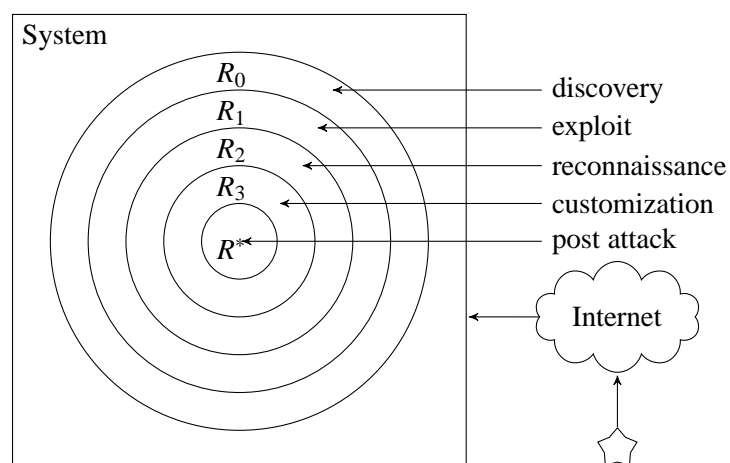 System
R0
R1
R2
R3
R*
discovery
exploit
reconnaissance
customization
post attack
Internet